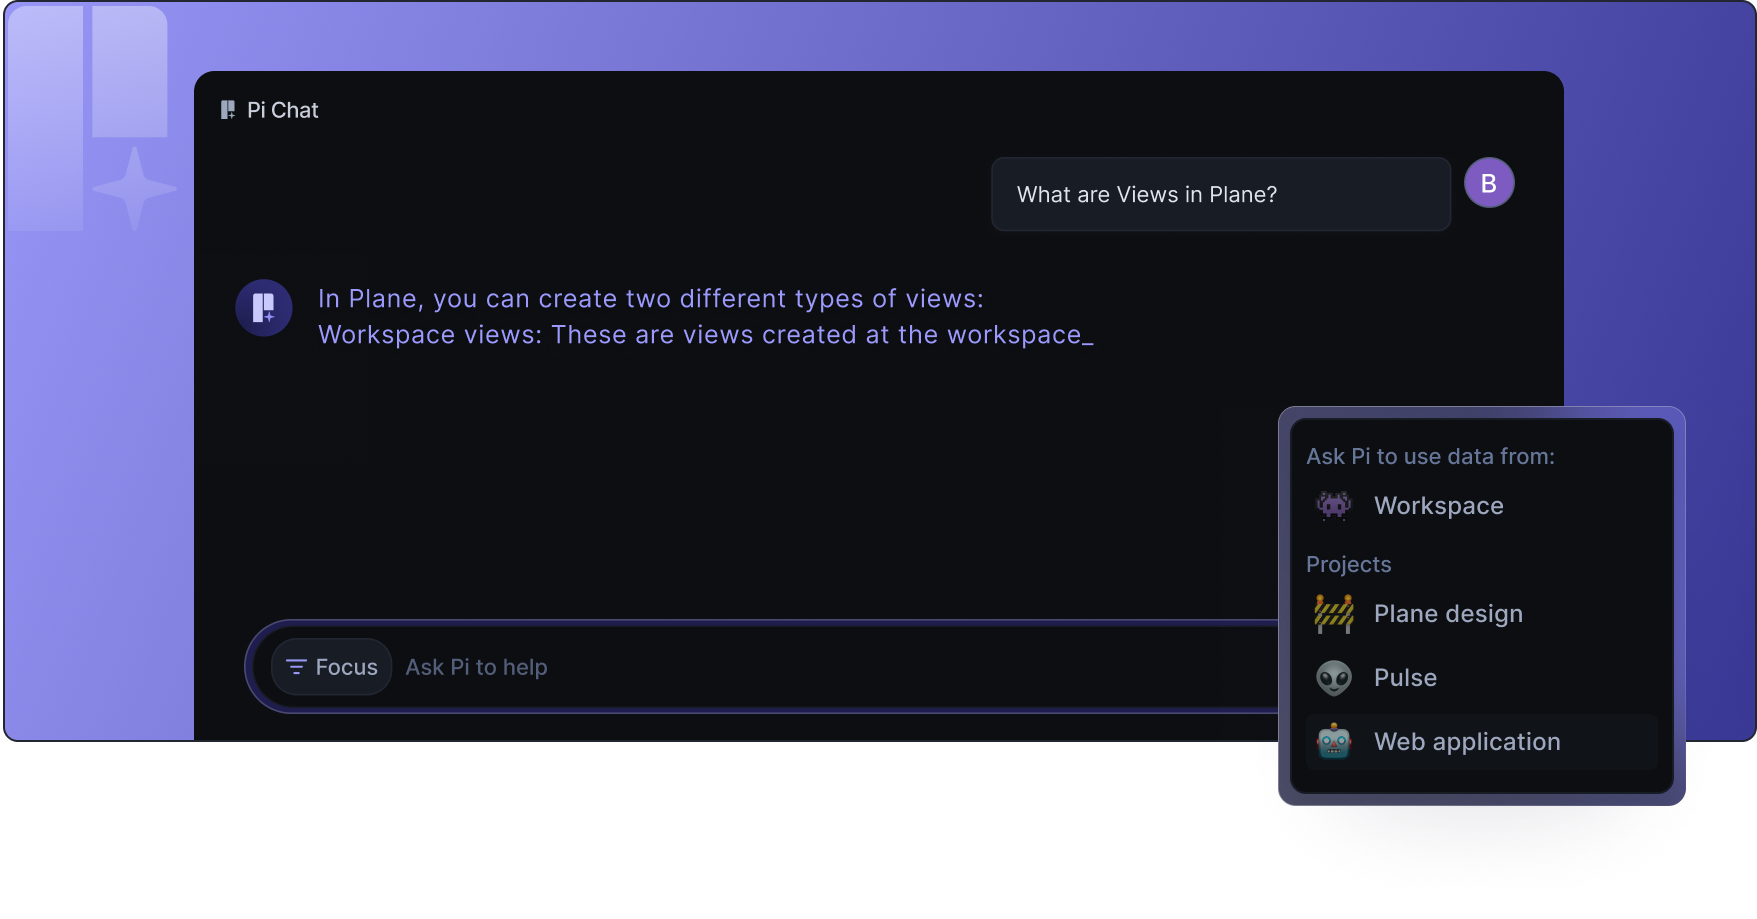 Pi Chat
What are Views in Plane?
B
In Plane, you can create two different types of views:
Workspace views: These are views created at the workspace_
Ask Pi to use data from:
Workspace
Projects
Plane design
Pulse
Web application
Focus
Ask Pi to help